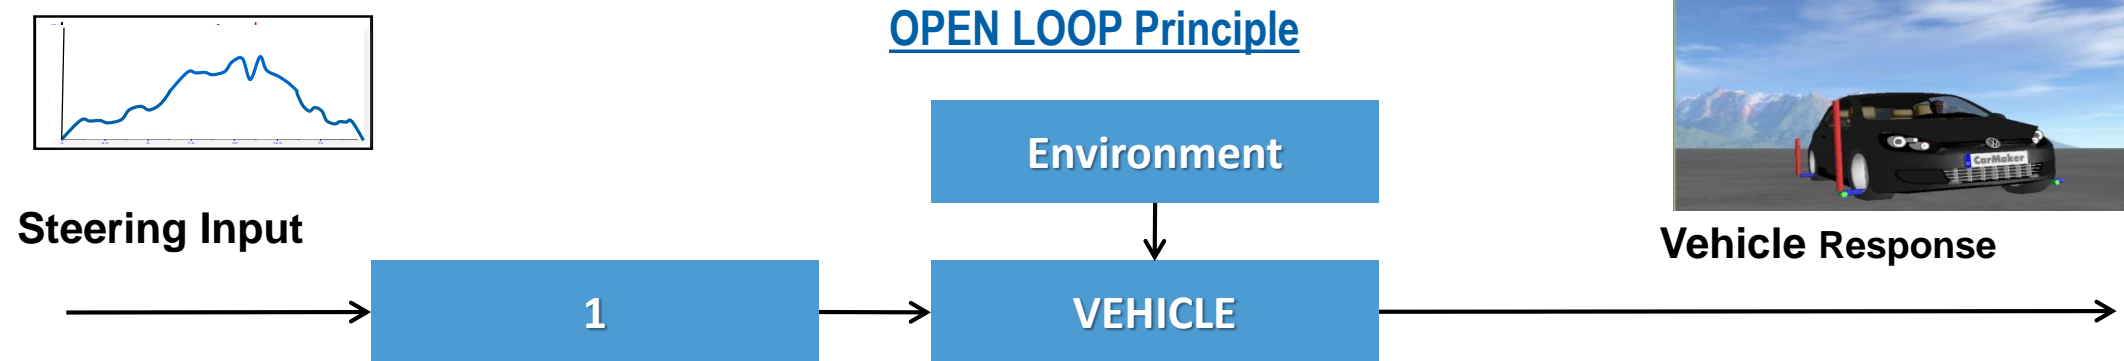 OPEN LOOP Principle
Environment
CarMaker
Steering Input
Vehicle Response
1
VEHICLE